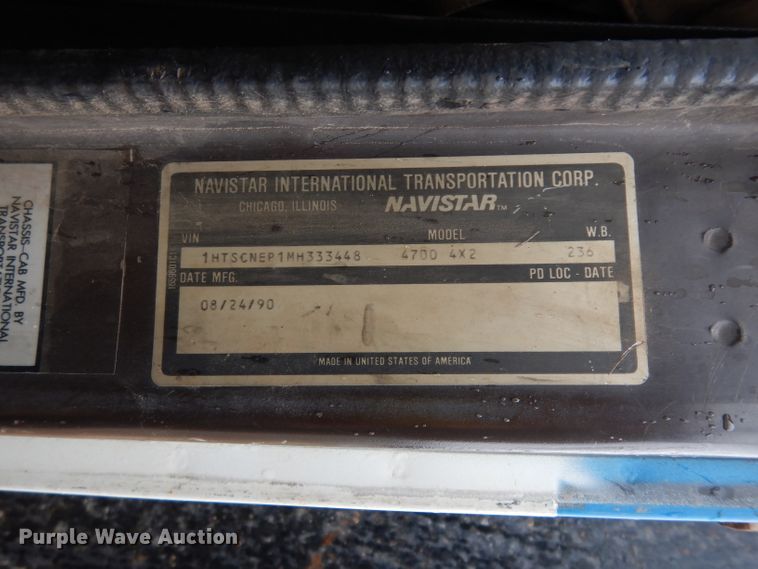 NAVISTAR INTERNATIONAL TRANSPORTATION CORP.
CHICAGO, ILLINOIS NAVISTAR™
VIN MODEL W.B.
1HTSCNEP1MH333448 4700 4X2 236
DATE MFG. PD LOC - DATE
08/24/90
MADE IN UNITED STATES OF AMERICA
CHASSIS-CAB MFD. BY
NAVISTAR INTERNATIONAL
Purple Wave Auction